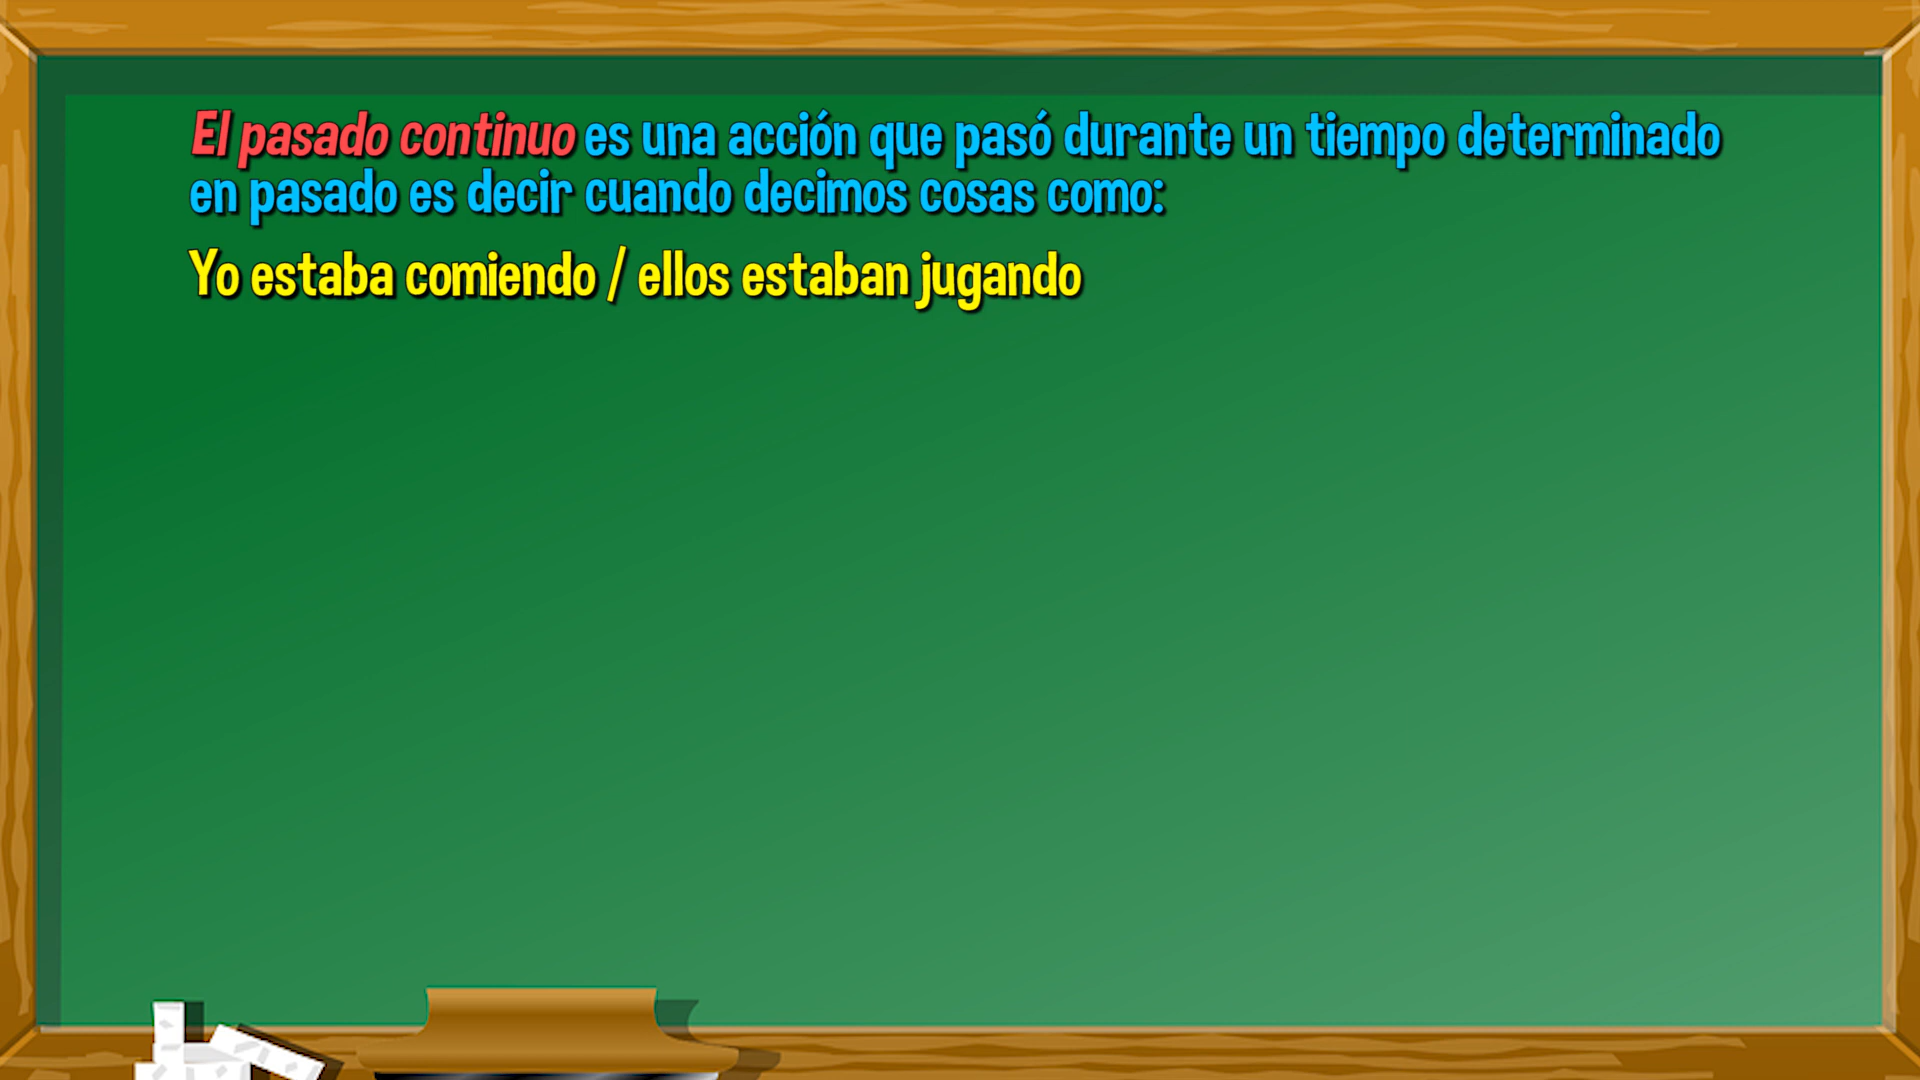 El pasado continuo es una acción que pasó durante un tiempo determinado
en pasado es decir cuando decimos cosas como:
Yo estaba comiendo / ellos estaban jugando